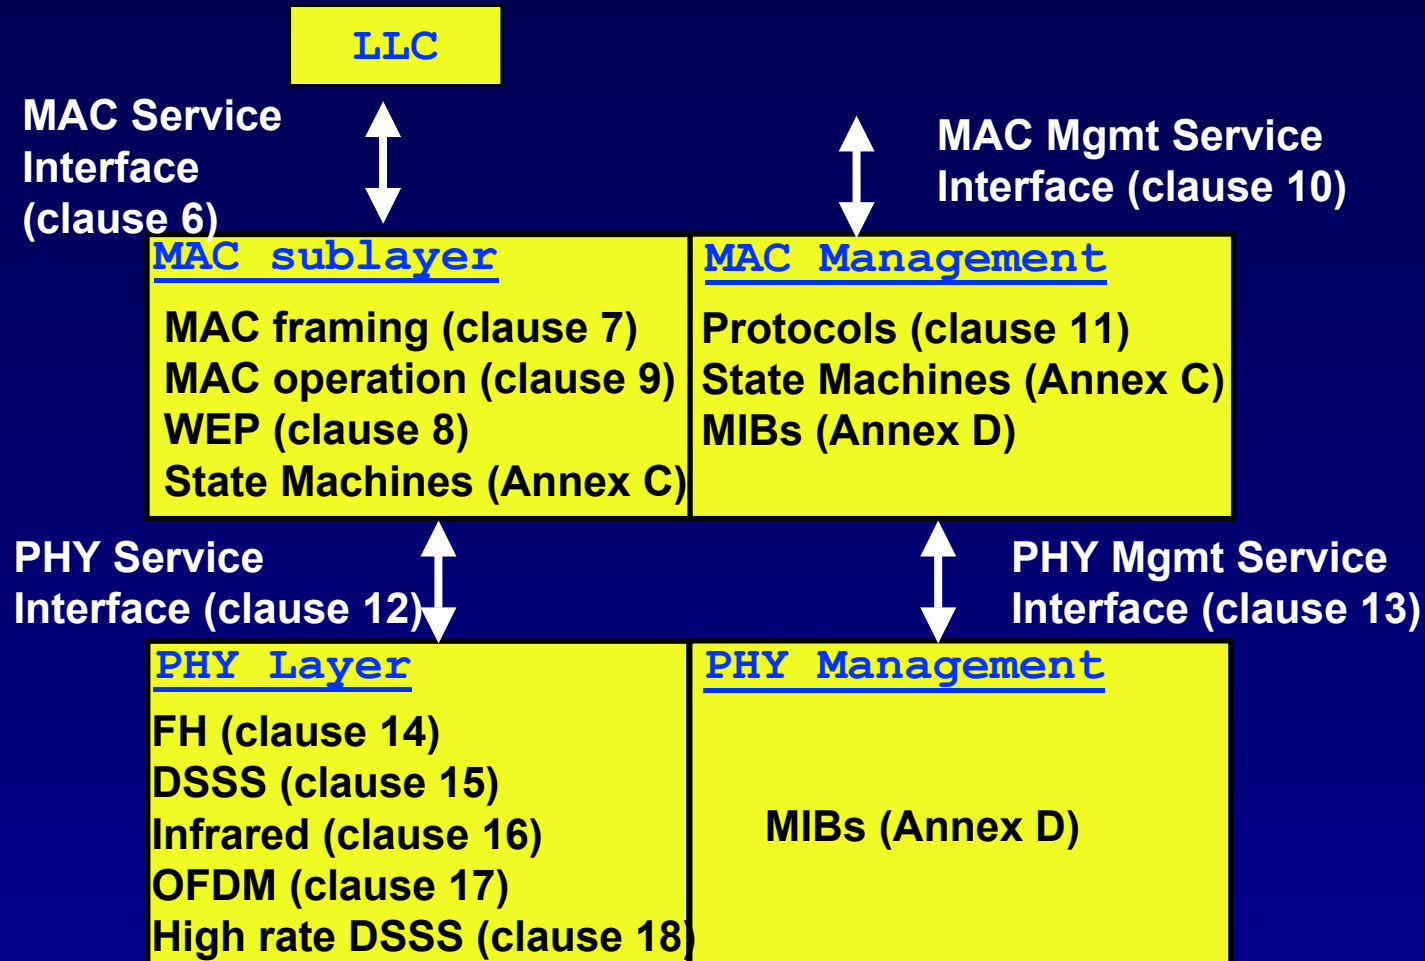 LLC
MAC Service
Interface
(clause 6)
MAC Mgmt Service
Interface (clause 10)
MAC sublayer
MAC framing (clause 7)
MAC operation (clause 9)
WEP (clause 8)
State Machines (Annex C)
MAC Management
Protocols (clause 11)
State Machines (Annex C)
MIBs (Annex D)
PHY Service
Interface (clause 12)
PHY Mgmt Service
Interface (clause 13)
PHY Layer
FH (clause 14)
DSSS (clause 15)
Infrared (clause 16)
OFDM (clause 17)
High rate DSSS (clause 18)
PHY Management
MIBs (Annex D)